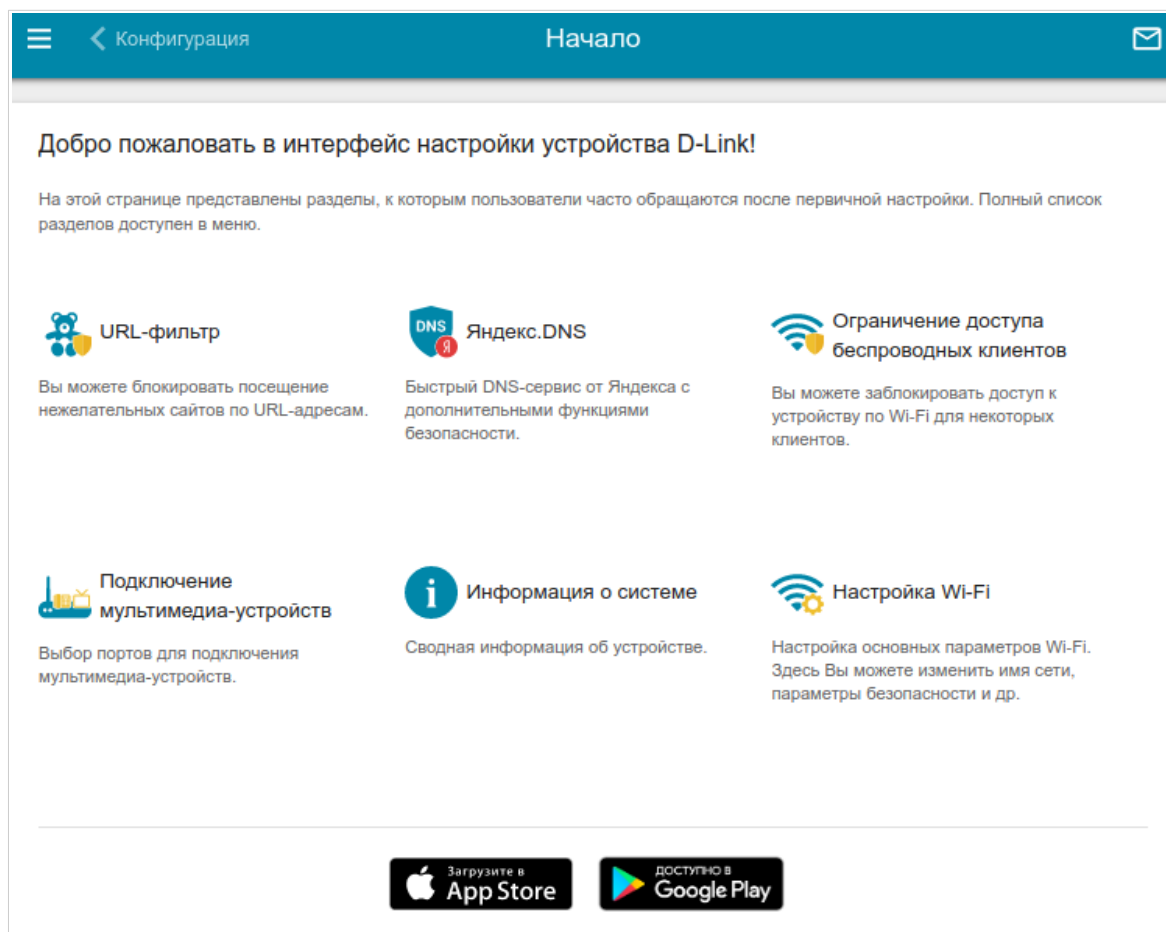 Конфигурация
Начало
Добро пожаловать в интерфейс настройки устройства D-Link!
На этой странице представлены разделы, к которым пользователи часто обращаются после первичной настройки. Полный список
разделов доступен в меню.
URL-фильтр
Вы можете блокировать посещение
нежелательных сайтов по URL-адресам.
DNS
Я
Яндекс.DNS
Быстрый DNS-сервис от Яндекса с
дополнительными функциями
безопасности.
Ограничение доступа
беспроводных клиентов
Вы можете заблокировать доступ к
устройству по Wi-Fi для некоторых
клиентов.
Подключение
мультимедиа-устройств
Выбор портов для подключения
мультимедиа-устройств.
i
Информация о системе
Сводная информация об устройстве.
Настройка Wi-Fi
Настройка основных параметров Wi-Fi.
Здесь Вы можете изменить имя сети,
параметры безопасности и др.
Загрузите в
App Store
ДОСТУПНО В
Google Play